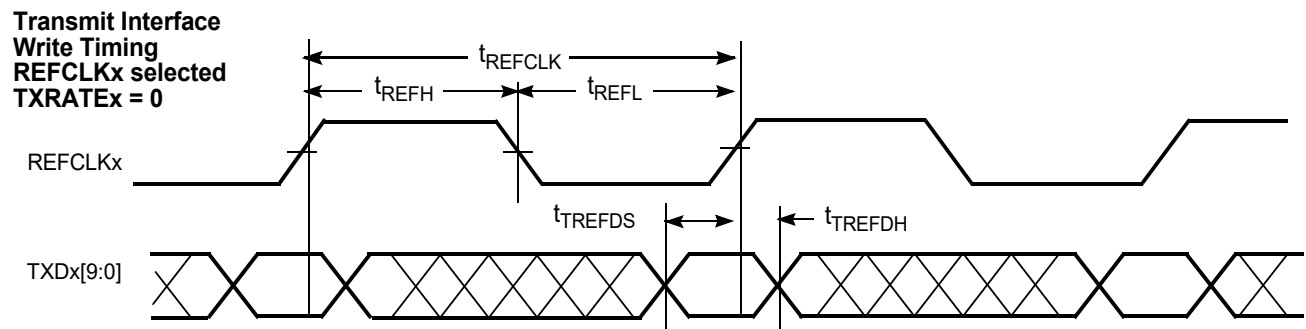 Transmit Interface
Write Timing
REFCLKx selected
TXRATEx = 0
tREFCLK
tREFH
tREFL
REFCLKx
tTREFDS
tTREFDH
TXDx[9:0]